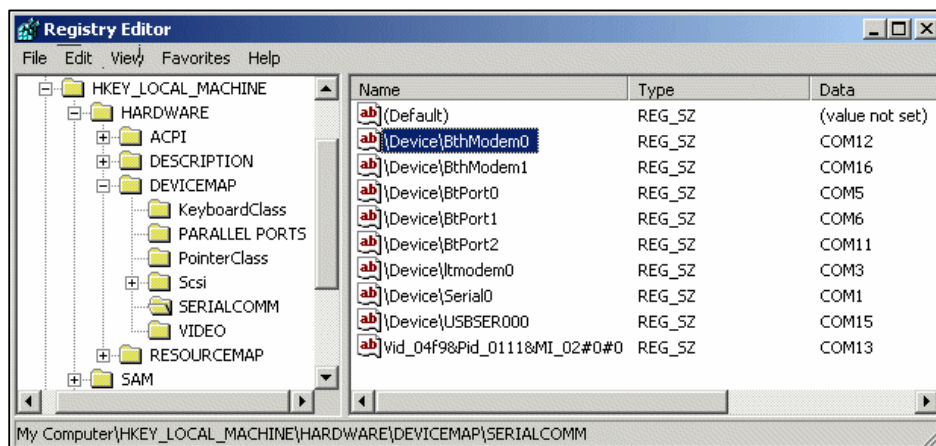 Registry Editor
File Edit View Favorites Help
HKEY_LOCAL_MACHINE
HARDWARE
ACPI
DESCRIPTION
DEVICEMAP
KeyboardClass
PARALLEL PORTS
PointerClass
Scsi
SERIALCOMM
VIDEO
RESOURCEMAP
SAM
Name Type Data
(Default) REG_SZ (value not set)
\Device\BthModem0 REG_SZ COM12
\Device\BthModem1 REG_SZ COM16
\Device\BtPort0 REG_SZ COM5
\Device\BtPort1 REG_SZ COM6
\Device\BtPort2 REG_SZ COM11
\Device\ltmodem0 REG_SZ COM3
\Device\Serial0 REG_SZ COM1
\Device\USBSER000 REG_SZ COM15
Vid_04f9&Pid_0111&MI_02#0#0 REG_SZ COM13
My Computer\HKEY_LOCAL_MACHINE\HARDWARE\DEVICEMAP\SERIALCOMM